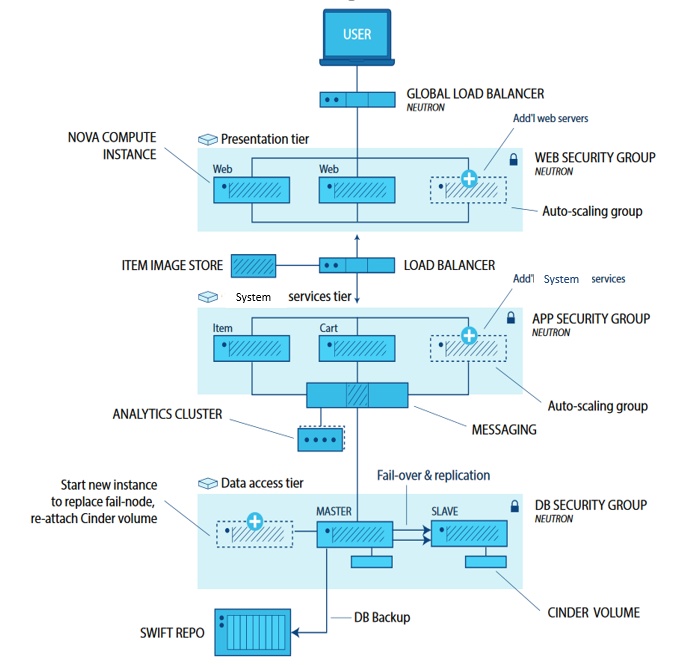 USER
GLOBAL LOAD BALANCER
NEUTRON
Add'l web servers
NOVA COMPUTE
INSTANCE
Presentation tier
WEB SECURITY GROUP
NEUTRON
Web
Web
Auto-scaling group
ITEM IMAGE STORE
LOAD BALANCER
Add'l System services
System services tier
APP SECURITY GROUP
NEUTRON
Item
Cart
Auto-scaling group
ANALYTICS CLUSTER
MESSAGING
Start new instance
to replace fail-node,
re-attach Cinder volume
Data access tier
Fail-over & replication
MASTER
SLAVE
DB SECURITY GROUP
NEUTRON
CINDER VOLUME
DB Backup
SWIFT REPO